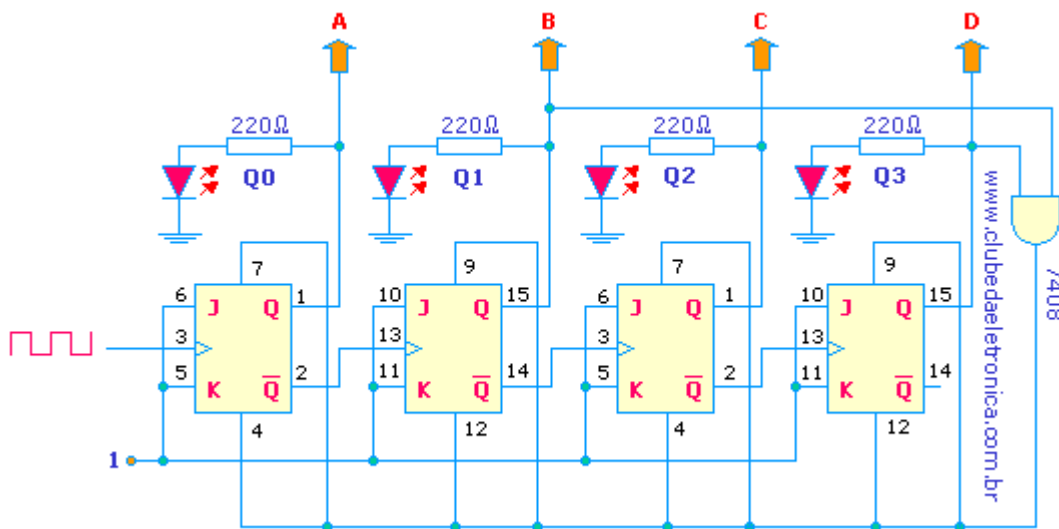 A B C D
220Ω 220Ω 220Ω 220Ω
Q0 Q1 Q2 Q3
7 9 7 9
6 J Q 1 10 J Q 15 6 J Q 1 10 J Q 15
3 13 3 13
5 K Q̅ 2 11 K Q̅ 14 5 K Q̅ 2 11 K Q̅ 14
4 12 4 12
1
www.clubedaeletronica.com.br
7408